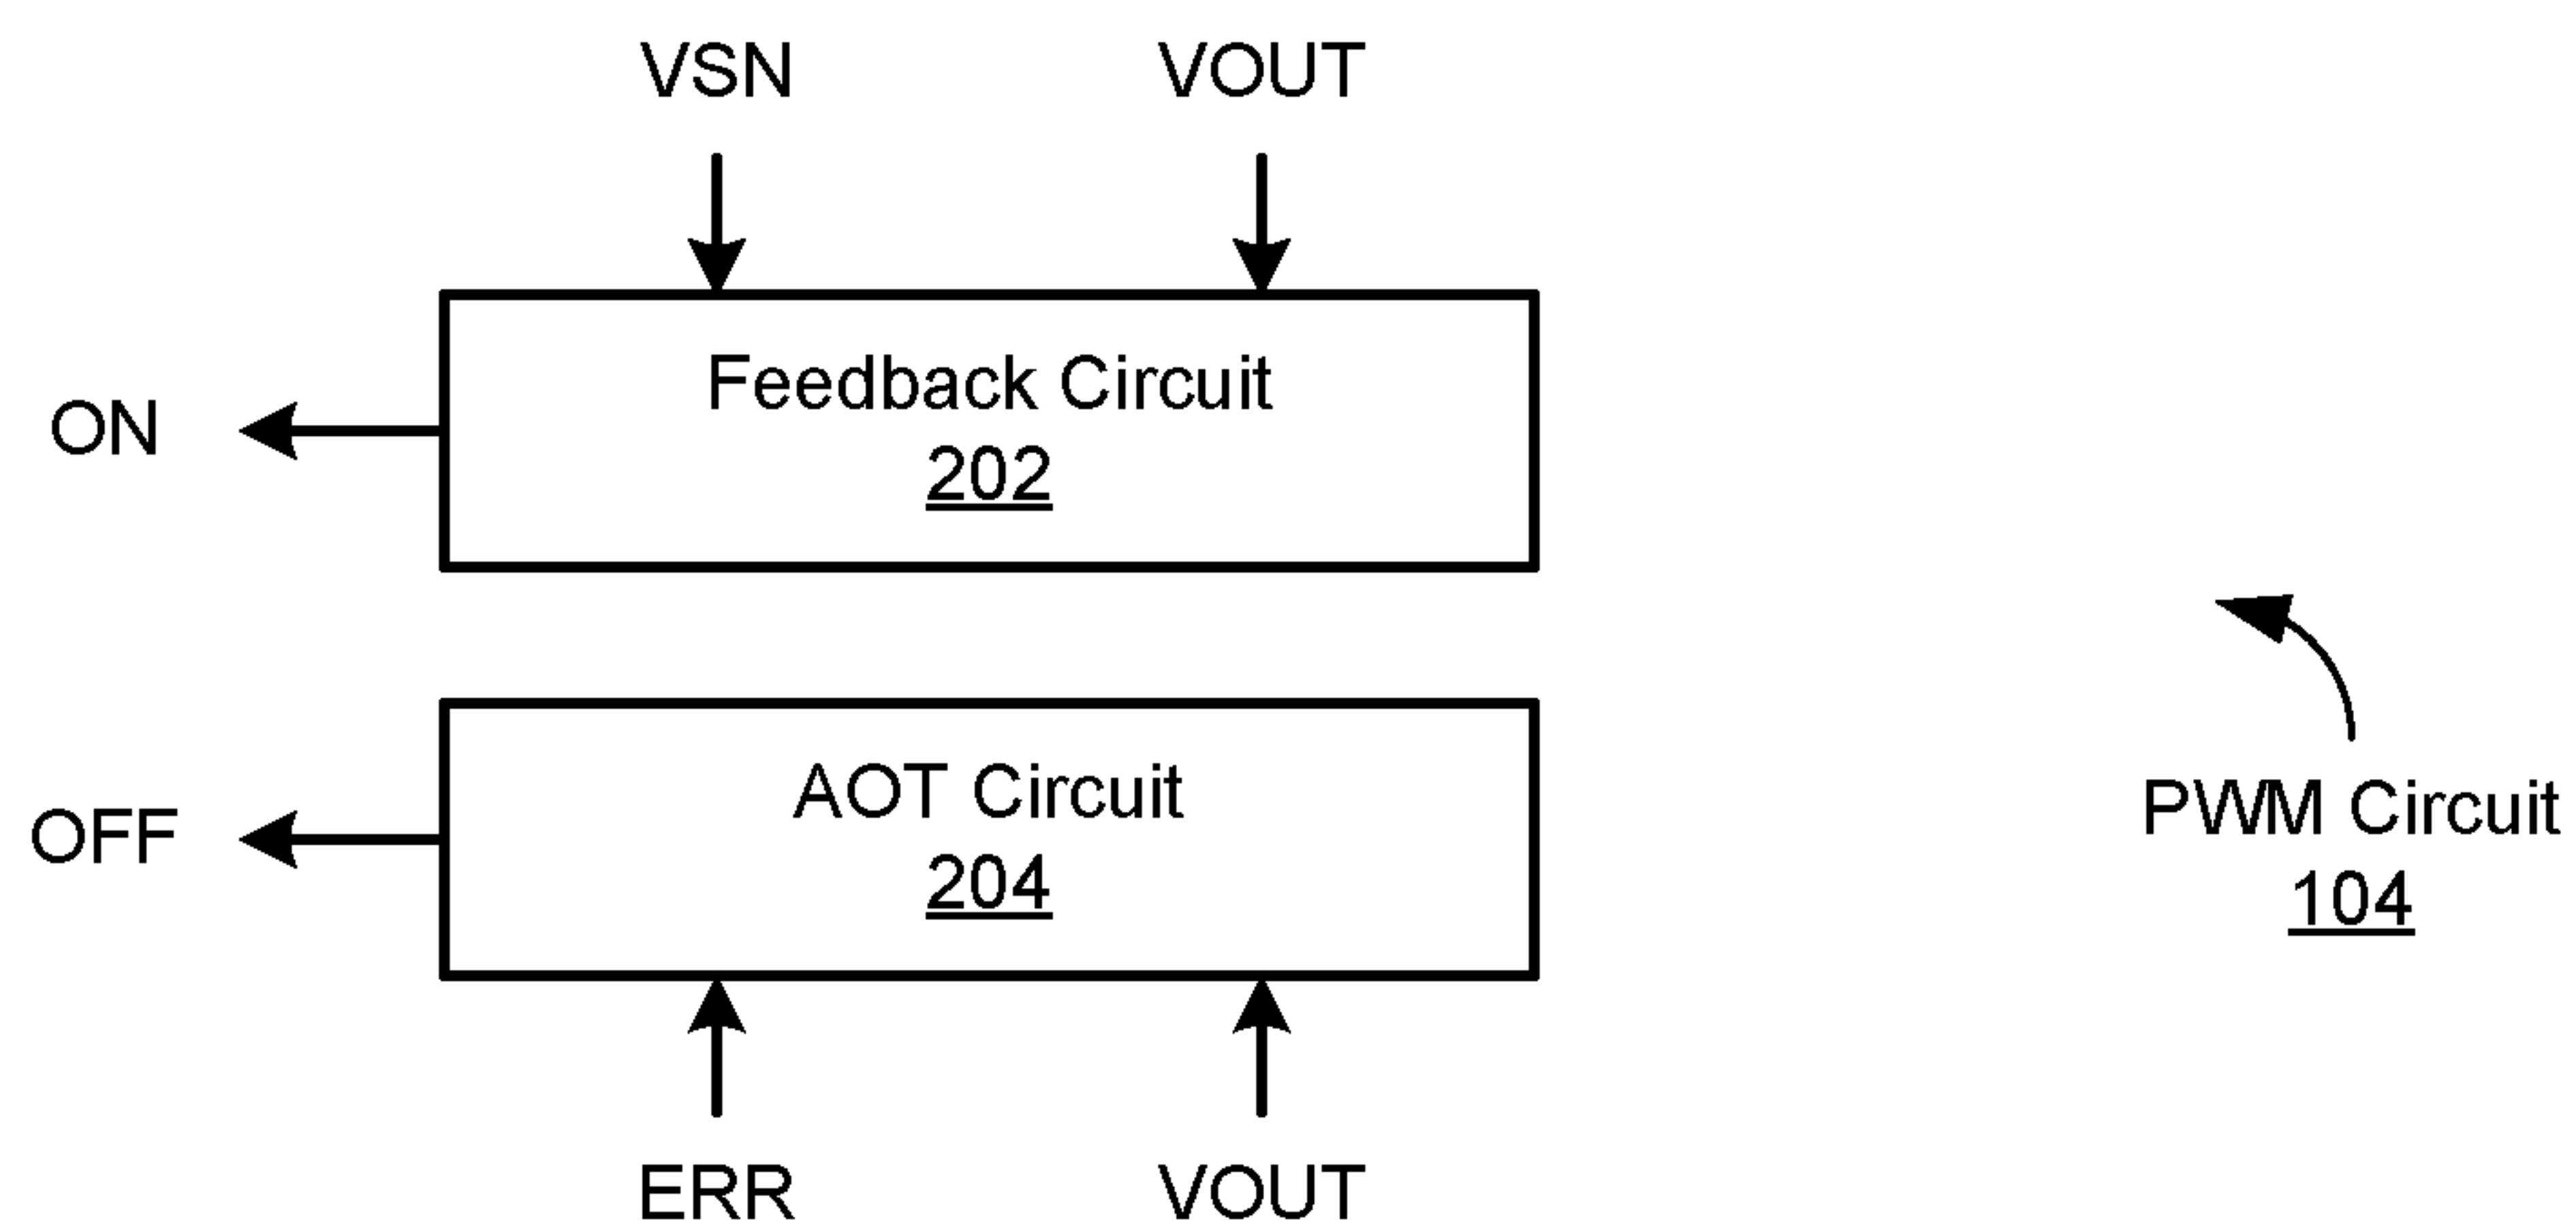 VSN VOUT
Feedback Circuit
ON
202
AOT Circuit
PWM Circuit
OFF
204
104
ERR VOUT